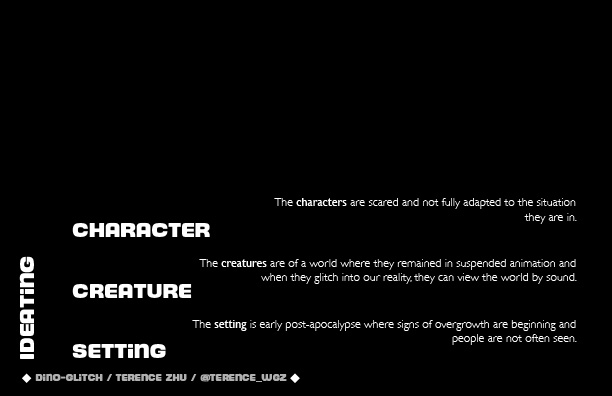 The characters are scared and not fully adapted to the situation
they are in.
CHARACTER
The creatures are of a world where they remained in suspended animation and
when they glitch into our reality, they can view the world by sound.
CREATURE
The setting is early post-apocalypse where signs of overgrowth are beginning and
people are not often seen.
SETTiNG
IDEATiNG
◆ DiNO-GLiTCH / TERENCE ZHU / @TERENCE_WGZ ◆